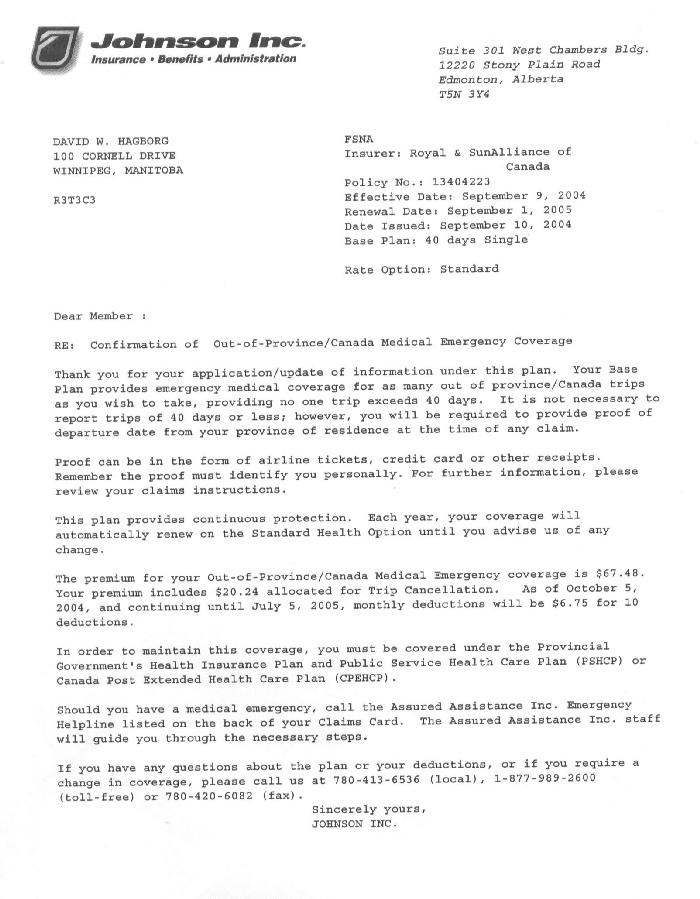 Johnson Inc.
Insurance • Benefits • Administration
Suite 301 West Chambers Bldg.
12220 Stony Plain Road
Edmonton, Alberta
T5N 3Y4
DAVID W. HAGBORG
100 CORNELL DRIVE
WINNIPEG, MANITOBA
R3T3C3
FSNA
Insurer: Royal & SunAlliance of
Canada
Policy No.: 13404223
Effective Date: September 9, 2004
Renewal Date: September 1, 2005
Date Issued: September 10, 2004
Base Plan: 40 days Single
Rate Option: Standard
Dear Member :
RE: Confirmation of Out-of-Province/Canada Medical Emergency Coverage
Thank you for your application/update of information under this plan. Your Base
Plan provides emergency medical coverage for as many out of province/Canada trips
as you wish to take, providing no one trip exceeds 40 days. It is not necessary to
report trips of 40 days or less; however, you will be required to provide proof of
departure date from your province of residence at the time of any claim.
Proof can be in the form of airline tickets, credit card or other receipts.
Remember the proof must identify you personally. For further information, please
review your claims instructions.
This plan provides continuous protection. Each year, your coverage will
automatically renew on the Standard Health Option until you advise us of any
change.
The premium for your Out-of-Province/Canada Medical Emergency coverage is $67.48.
Your premium includes $20.24 allocated for Trip Cancellation. As of October 5,
2004, and continuing until July 5, 2005, monthly deductions will be $6.75 for 10
deductions.
In order to maintain this coverage, you must be covered under the Provincial
Government's Health Insurance Plan and Public Service Health Care Plan (PSHCP) or
Canada Post Extended Health Care Plan (CPEHCP).
Should you have a medical emergency, call the Assured Assistance Inc. Emergency
Helpline listed on the back of your Claims Card. The Assured Assistance Inc. staff
will guide you through the necessary steps.
If you have any questions about the plan or your deductions, or if you require a
change in coverage, please call us at 780-413-6536 (local), 1-877-989-2600
(toll-free) or 780-420-6082 (fax).
Sincerely yours,
JOHNSON INC.